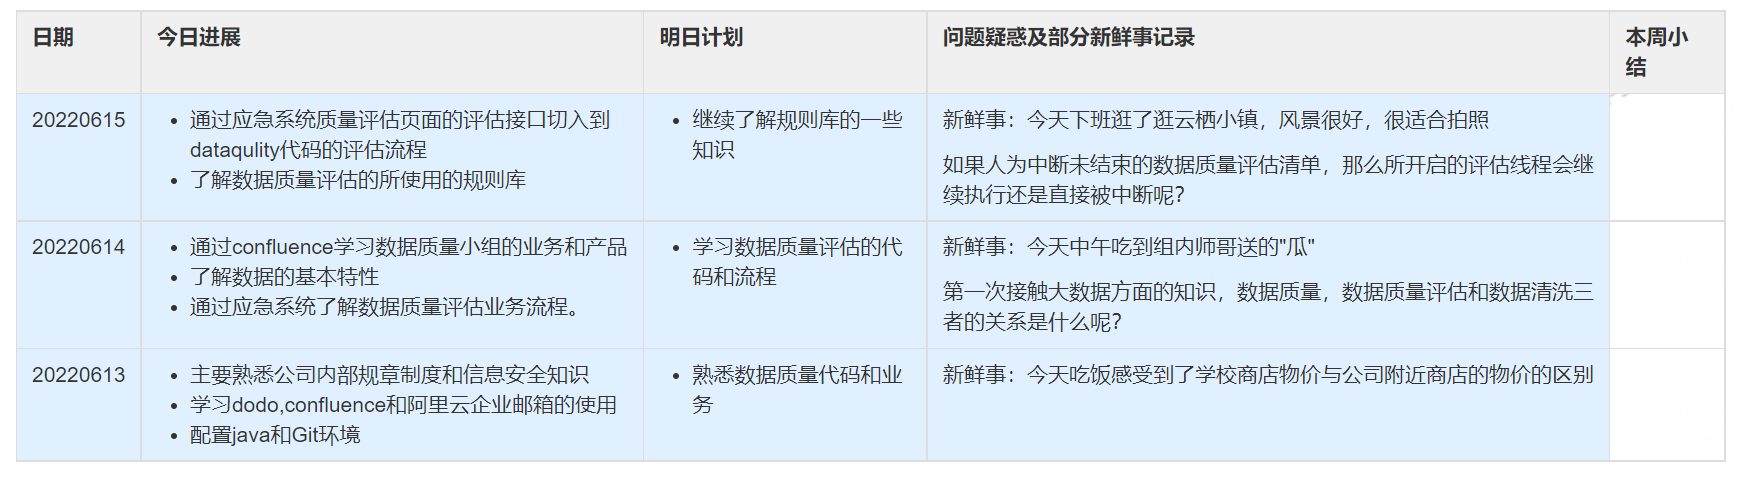 日期
今日进展
明日计划
问题疑惑及部分新鲜事记录
本周小
结
20220615
通过应急系统质量评估页面的评估接口切入到
dataqulity代码的评估流程
了解数据质量评估的所使用的规则库
继续了解规则库的一些
知识
新鲜事：今天下班逛了逛云栖小镇，风景很好，很适合拍照
如果人为中断未结束的数据质量评估清单，那么所开启的评估线程会继
续执行还是直接被中断呢？
20220614
通过confluence学习数据质量小组的业务和产品
了解数据的基本特性
通过应急系统了解数据质量评估业务流程。
学习数据质量评估的代
码和流程
新鲜事：今天中午吃到组内师哥送的"瓜"
第一次接触大数据方面的知识，数据质量，数据质量评估和数据清洗三
者的关系是什么呢？
20220613
主要熟悉公司内部规章制度和信息安全知识
学习dodo,confluence和阿里云企业邮箱的使用
配置java和Git环境
熟悉数据质量代码和业
务
新鲜事：今天吃饭感受到了学校商店物价与公司附近商店的物价的区别